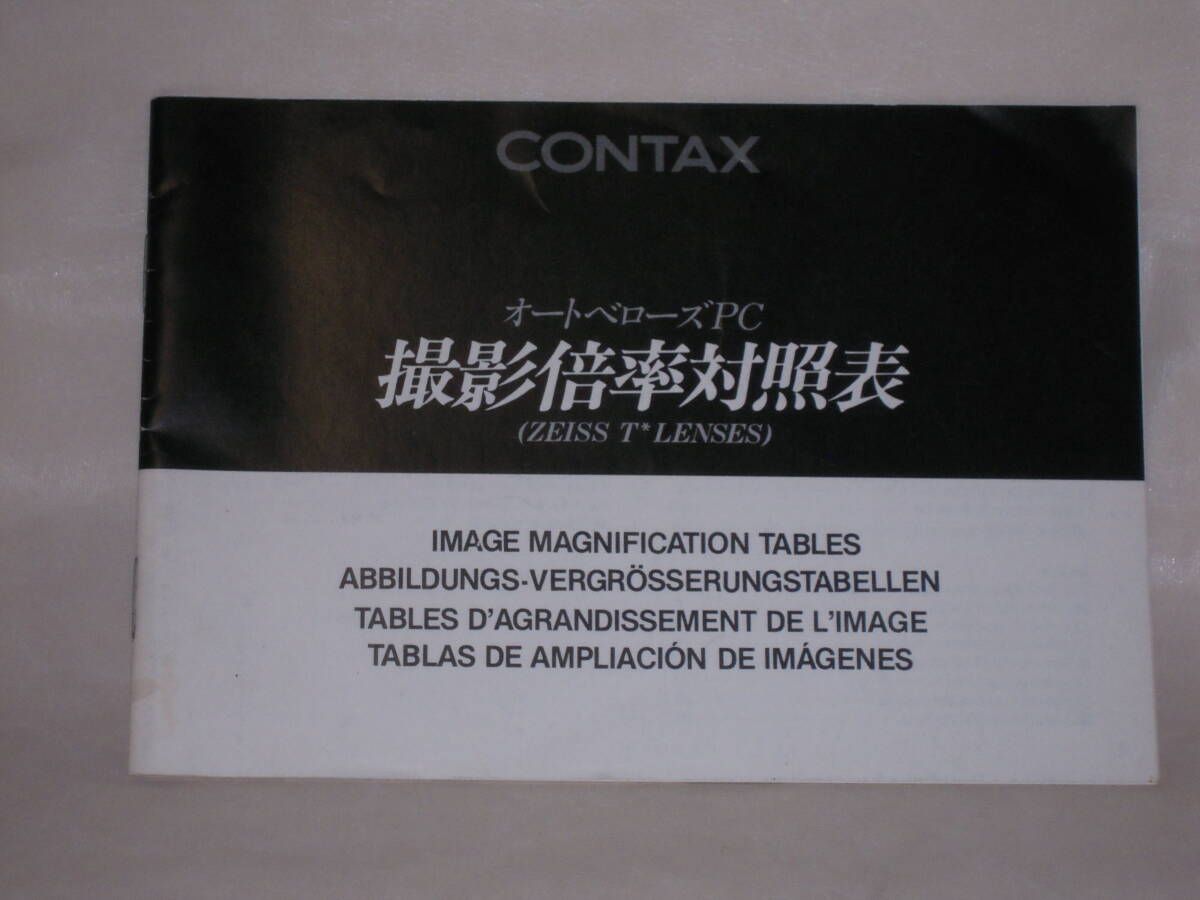 CONTAX
オートベローズPC
撮影倍率対照表
(ZEISS T* LENSES)
IMAGE MAGNIFICATION TABLES
ABBILDUNGS-VERGRÖSSERUNGSTABELLEN
TABLES D'AGRANDISSEMENT DE L'IMAGE
TABLAS DE AMPLIACIÓN DE IMÁGENES